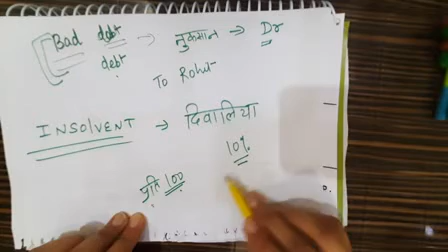 Bad debt → नुकसान → Dr
debt
To Rohit
INSOLVENT → दिवालिया
10%
प्रति 100